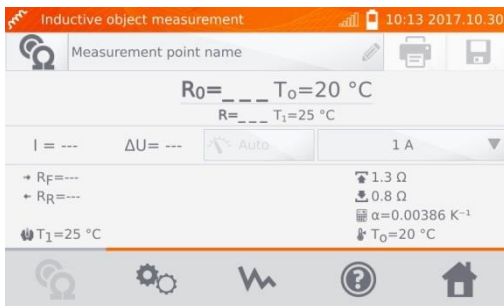 Inductive object measurement 10:13 2017.10.30
Measurement point name
R₀=_ _ _ T₀=20 °C
R=_ _ _ T₁=25 °C
I = --- ΔU= --- Auto 1 A
R_F=---
R_R=---
T₁=25 °C
1.3 Ω
0.8 Ω
α=0.00386 K⁻¹
T₀=20 °C